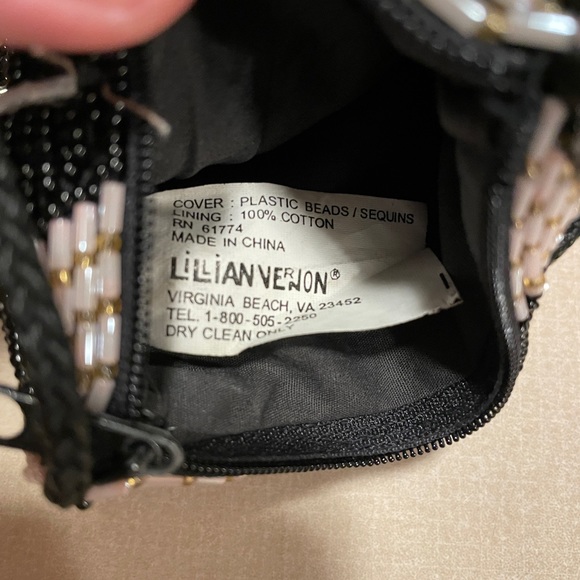 COVER : PLASTIC BEADS / SEQUINS
LINING : 100% COTTON
RN 61774
MADE IN CHINA
LILLIAN VERNON®
VIRGINIA BEACH, VA 23452
TEL. 1-800-505-2250
DRY CLEAN ONLY